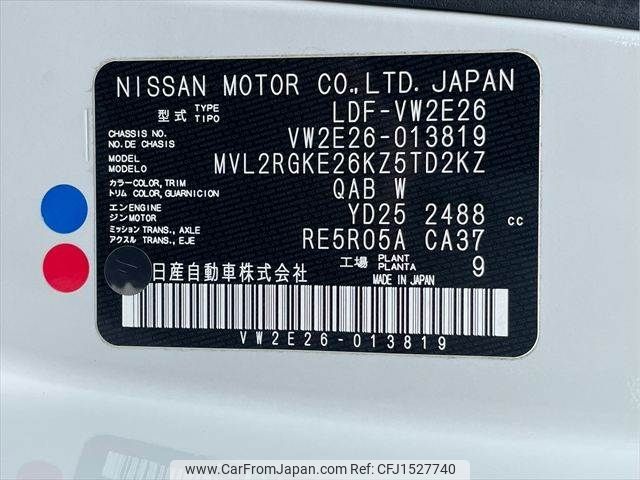 NISSAN MOTOR CO.,LTD. JAPAN
型式 TYPE TIPO LDF-VW2E26
CHASSIS NO. NO.DE CHASIS VW2E26-013819
MODEL MODELO MVL2RGKE26KZ5TD2KZ
カラー COLOR, TRIM トリム COLOR, GUARNICION QAB W
エンジン ENGINE MOTOR YD25 2488 cc
ミッション TRANS., AXLE アクスル TRANS., EJE RE5R05A CA37
日産自動車株式会社 工場 PLANT PLANTA 9
MADE IN JAPAN
VW2E26-013819
CarFromJapan - CarFromJapan - Ref No. CFJ1527740